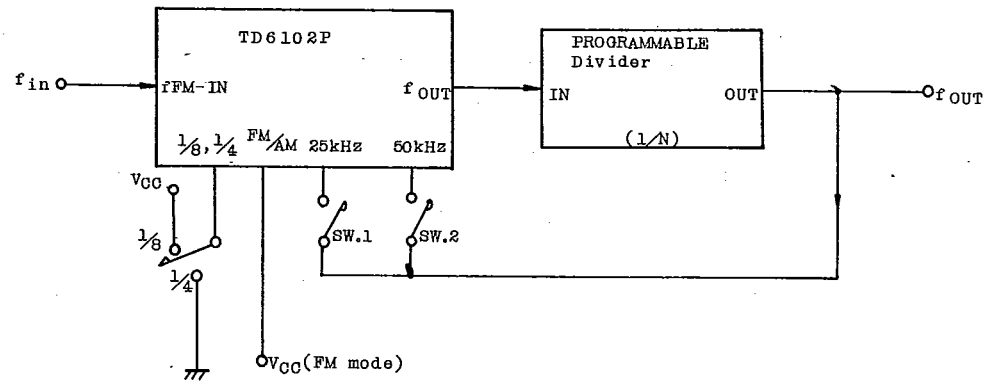 TD6102P
PROGRAMMABLE
Divider
f in
fFM-IN
f OUT
IN
OUT
f OUT
(1/N)
1/8, 1/4
FM/AM
25kHz
50kHz
VCC
1/8
1/4
SW.1
SW.2
VCC(FM mode)